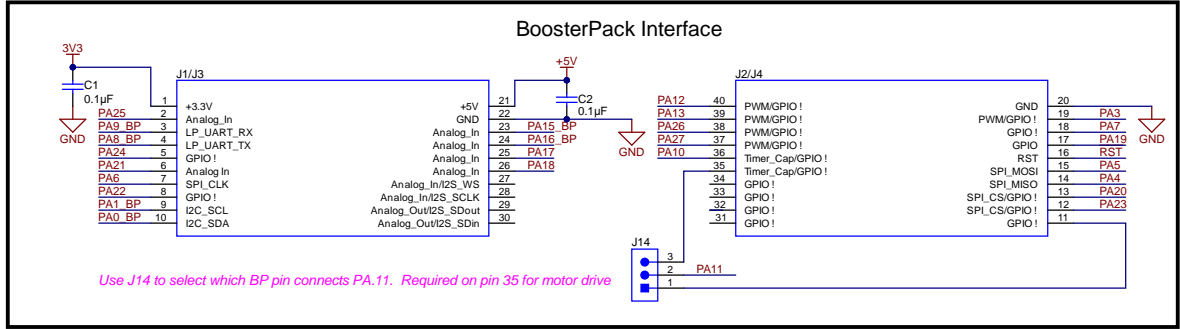 BoosterPack Interface
3V3
C1
0.1µF
GND
J1/J3
PA25
PA9_BP
PA8_BP
PA24
PA21
PA6
PA22
PA1_BP
PA0_BP
1 +3.3V
2 Analog_In
3 LP_UART_RX
4 LP_UART_TX
5 GPIO !
6 Analog In
7 SPI_CLK
8 GPIO !
9 I2C_SCL
10 I2C_SDA
+5V 21
GND 22
Analog_In 23
Analog_In 24
Analog_In 25
Analog_In 26
Analog_In/I2S_WS 27
Analog_In/I2S_SCLK 28
Analog_Out/I2S_SDout 29
Analog_Out/I2S_SDin 30
+5V
C2
0.1µF
GND
PA15_BP
PA16_BP
PA17
PA18
J2/J4
PA12
PA13
PA26
PA27
PA10
40 PWM/GPIO !
39 PWM/GPIO !
38 PWM/GPIO !
37 PWM/GPIO !
36 Timer_Cap/GPIO !
35 Timer_Cap/GPIO !
34 GPIO !
33 GPIO !
32 GPIO !
31 GPIO !
GND 20
PWM/GPIO ! 19
GPIO ! 18
GPIO 17
RST 16
SPI_MOSI 15
SPI_MISO 14
SPI_CS/GPIO ! 13
SPI_CS/GPIO ! 12
GPIO ! 11
PA3
PA7
PA19
RST
PA5
PA4
PA20
PA23
GND
J14
3
2 PA11
1
Use J14 to select which BP pin connects PA.11. Required on pin 35 for motor drive